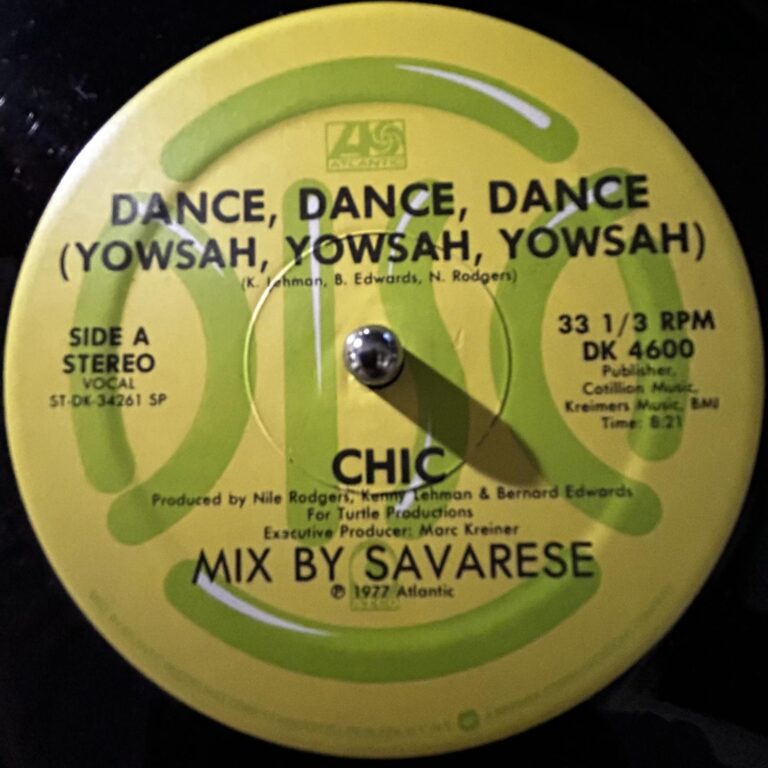 ATLANTIC
DANCE, DANCE, DANCE
(YOWSAH, YOWSAH, YOWSAH)
(K. Lehman, B. Edwards, N. Rodgers)
DISCO
SIDE A
STEREO
VOCAL
ST-DK-34261 SP
33 1/3 RPM
DK 4600
Publisher,
Cotillion Music,
Kreimers Music, BMI
Time: 8:21
CHIC
Produced by Nile Rodgers, Kenny Lehman & Bernard Edwards
For Turtle Productions
Executive Producer: Marc Kreiner
MIX BY SAVARESE
℗ 1977 Atlantic